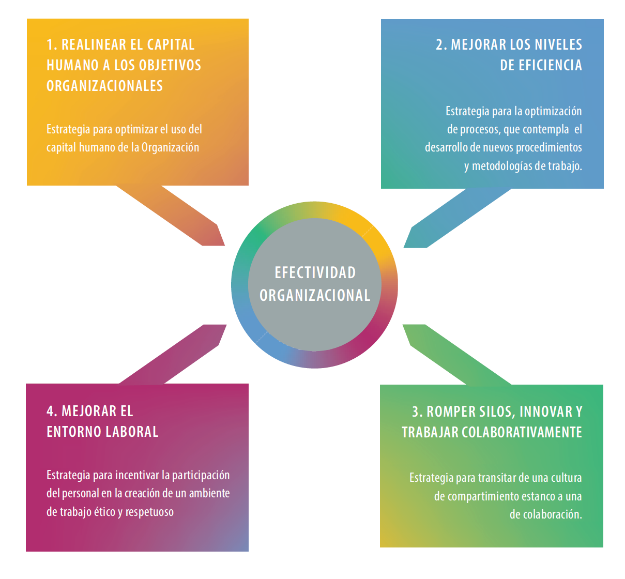 1. REALINEAR EL CAPITAL
HUMANO A LOS OBJETIVOS
ORGANIZACIONALES
Estrategia para optimizar el uso del
capital humano de la Organización
2. MEJORAR LOS NIVELES
DE EFICIENCIA
Estrategia para la optimización
de procesos, que contempla el
desarrollo de nuevos procedimientos
y metodologías de trabajo.
EFECTIVIDAD
ORGANIZACIONAL
4. MEJORAR EL
ENTORNO LABORAL
Estrategia para incentivar la participación
del personal en la creación de un ambiente
de trabajo ético y respetuoso
3. ROMPER SILOS, INNOVAR Y
TRABAJAR COLABORATIVAMENTE
Estrategia para transitar de una cultura
de compartimiento estanco a una
de colaboración.